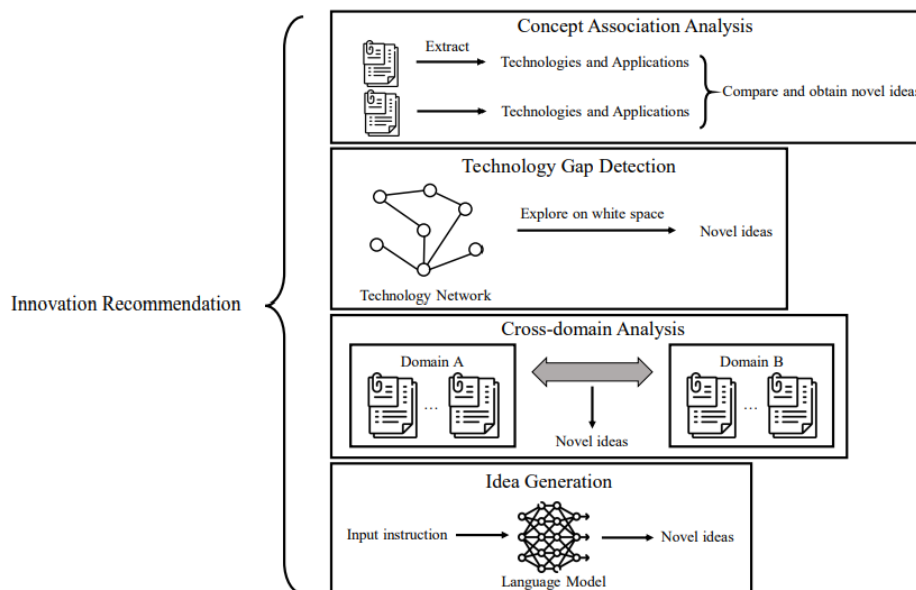 Concept Association Analysis
Extract
Technologies and Applications
Technologies and Applications
Compare and obtain novel ideas
Technology Gap Detection
Explore on white space
Novel ideas
Technology Network
Innovation Recommendation
Cross-domain Analysis
Domain A
Domain B
...
...
Novel ideas
Idea Generation
Input instruction
Novel ideas
Language Model